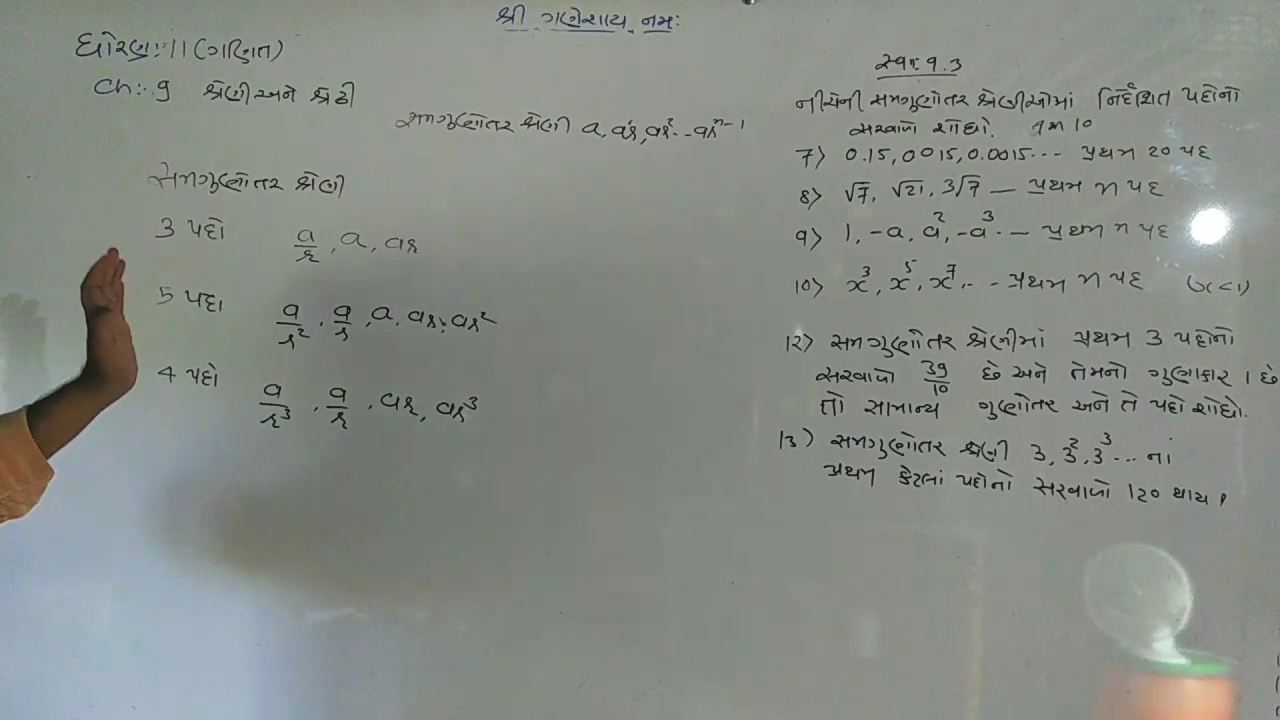 શ્રી ગણેશાય નમઃ
ધોરણઃ 11 (ગણિત)
Ch:- 9 શ્રેણી અને શ્રેઢી
સમગુણોતર શ્રેણી a, ar, ar²...arⁿ⁻¹
સમગુણોતર શ્રેણી
3 પદો a/r, a, ar
5 પદો a/r², a/r, a, ar, ar²
4 પદો a/r³, a/r, ar, ar³
સ્વા. 9.3
નીચેની સમગુણોતર શ્રેણીઓમાં નિર્દેશિત પદોનો
સરવાળો શોધો. 7 થી 10
7) 0.15, 0.015, 0.0015... પ્રથમ 20 પદ
8) √7, √21, 3√7 — પ્રથમ n પદ
9) 1, -a, a², -a³... પ્રથમ n પદ
10) x³, x⁵, x⁷... પ્રથમ n પદ
12) સમગુણોતર શ્રેણીમાં પ્રથમ 3 પદોનો
સરવાળો 39/10 છે અને તેમનો ગુણાકાર 1 છે
તો સામાન્ય ગુણોતર અને તે પદો શોધો.
13) સમગુણોતર શ્રેણી 3, 3², 3³... નાં
પ્રથમ કેટલાં પદોનો સરવાળો 120 થાય ?